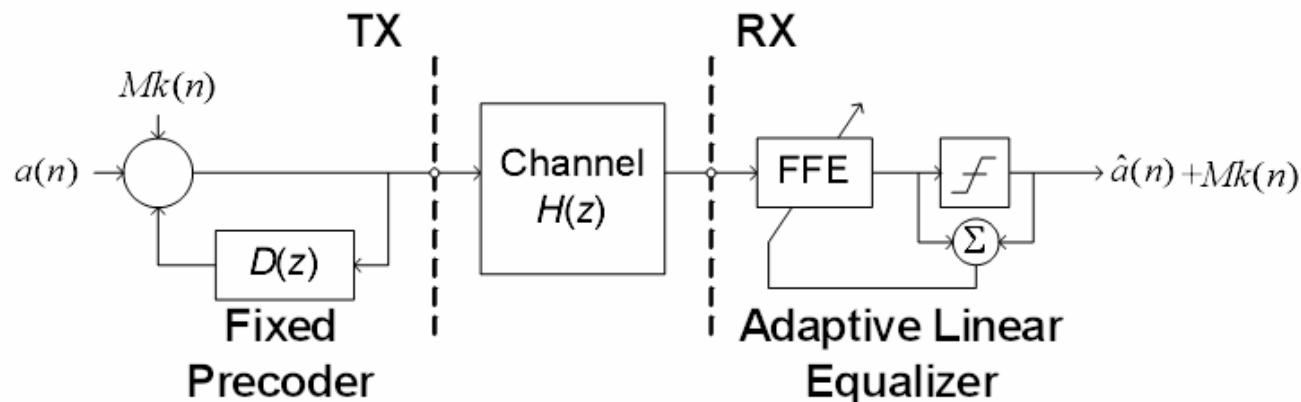 TX
RX
Mk(n)
a(n)
D(z)
Fixed
Precoder
Channel
H(z)
FFE
Σ
â(n) +Mk(n)
Adaptive Linear
Equalizer